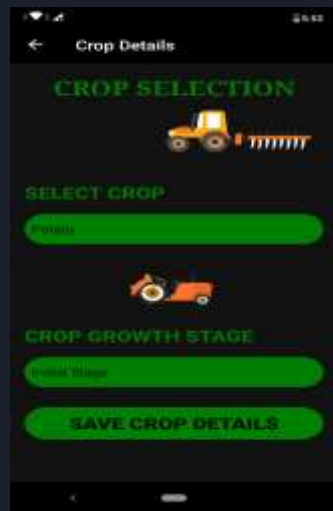 Crop Details
CROP SELECTION
SELECT CROP
Potato
CROP GROWTH STAGE
Initial Stage
SAVE CROP DETAILS